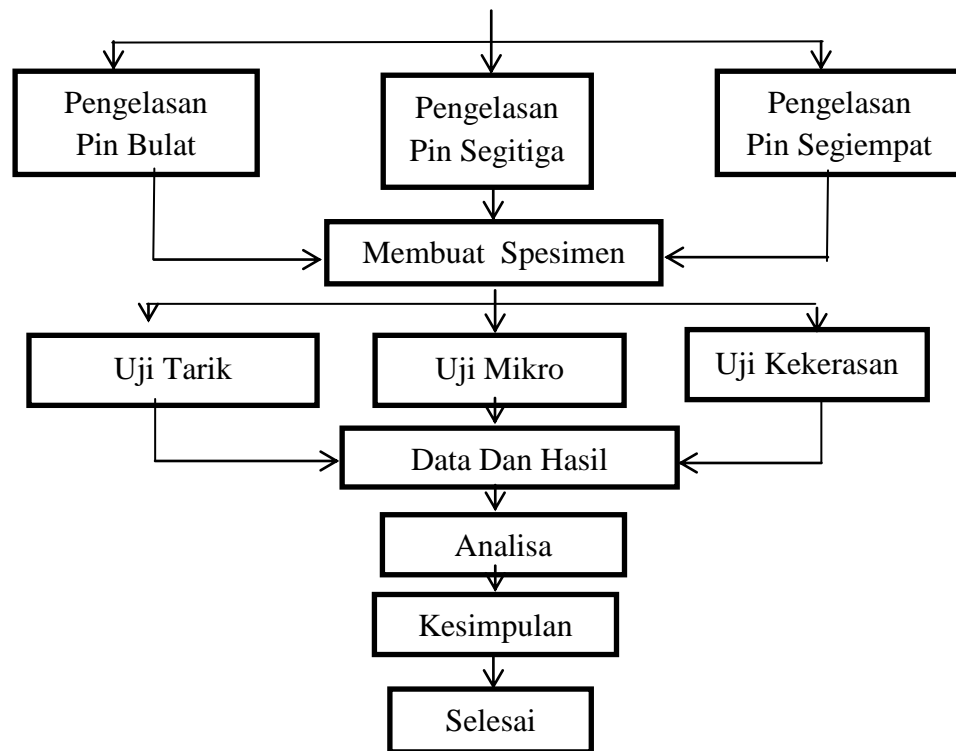 Pengelasan
Pin Bulat
Pengelasan
Pin Segitiga
Pengelasan
Pin Segiempat
Membuat Spesimen
Uji Tarik
Uji Mikro
Uji Kekerasan
Data Dan Hasil
Analisa
Kesimpulan
Selesai